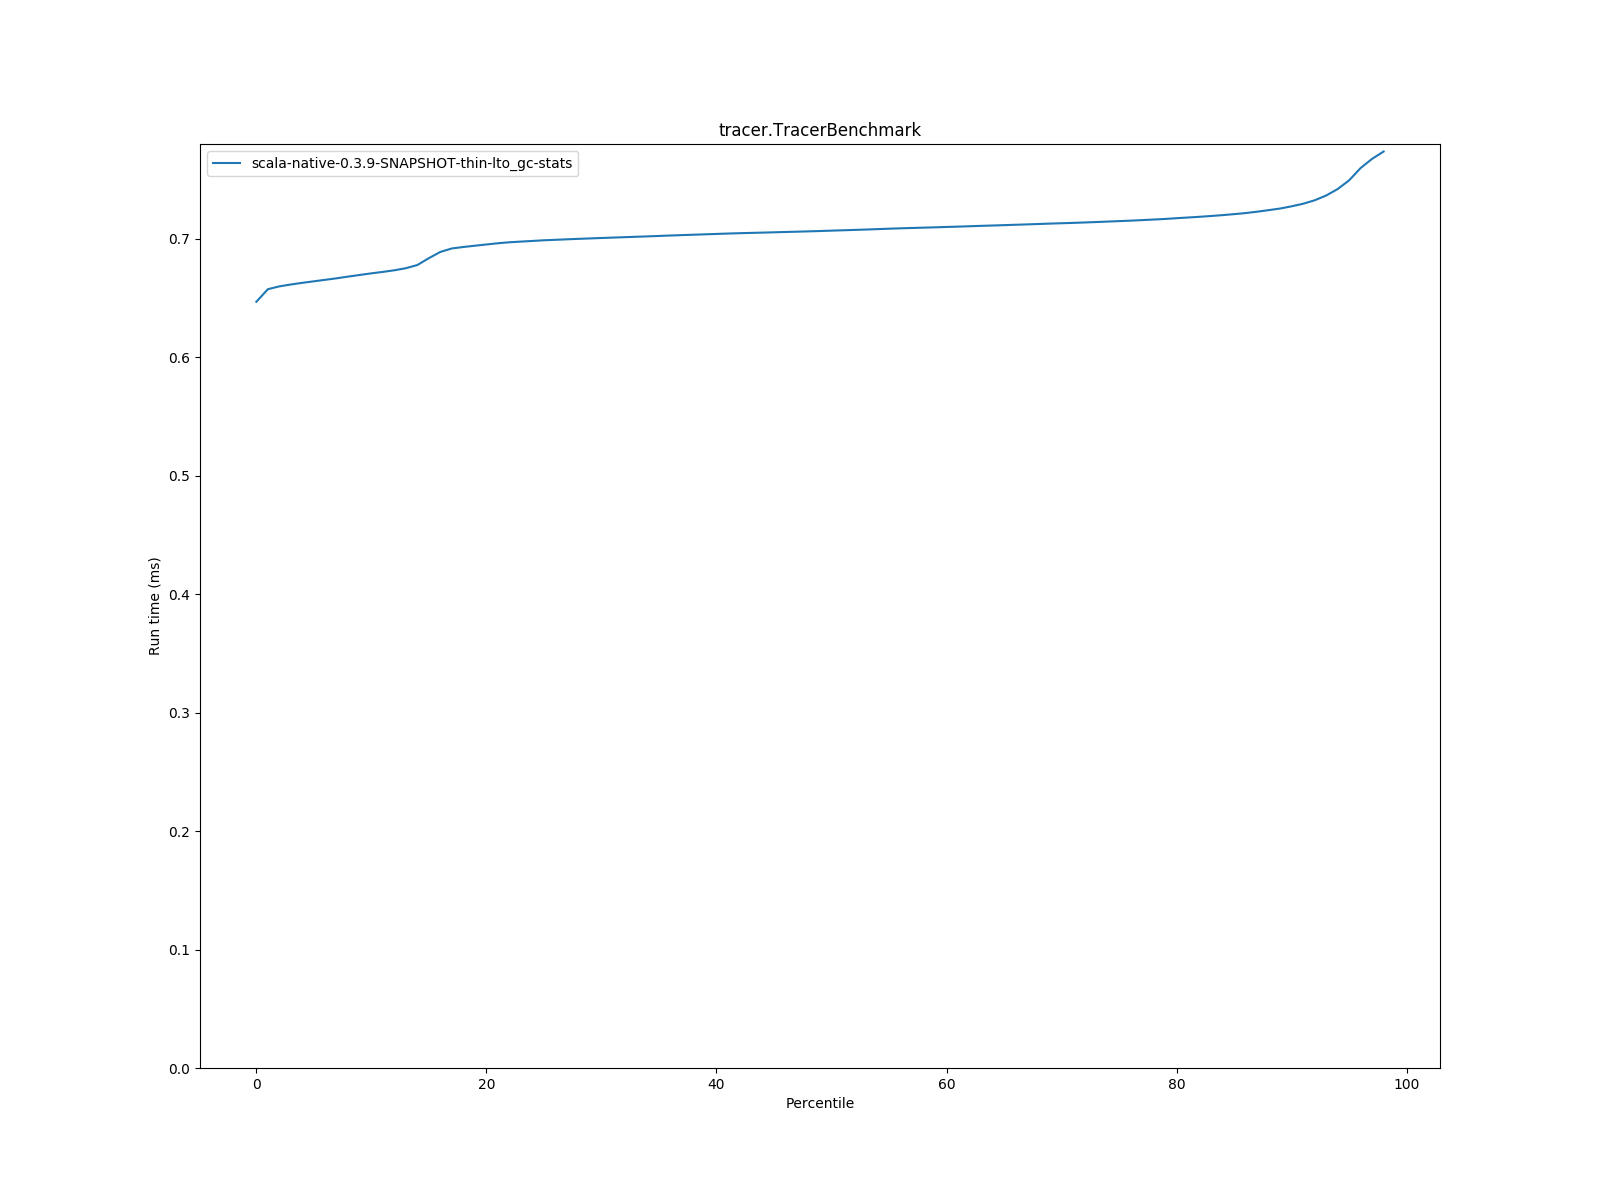 tracer.TracerBenchmark
scala-native-0.3.9-SNAPSHOT-thin-lto_gc-stats
0.7
0.6
0.5
0.4
0.3
0.2
0.1
0.0
Run time (ms)
0 20 40 60 80 100
Percentile